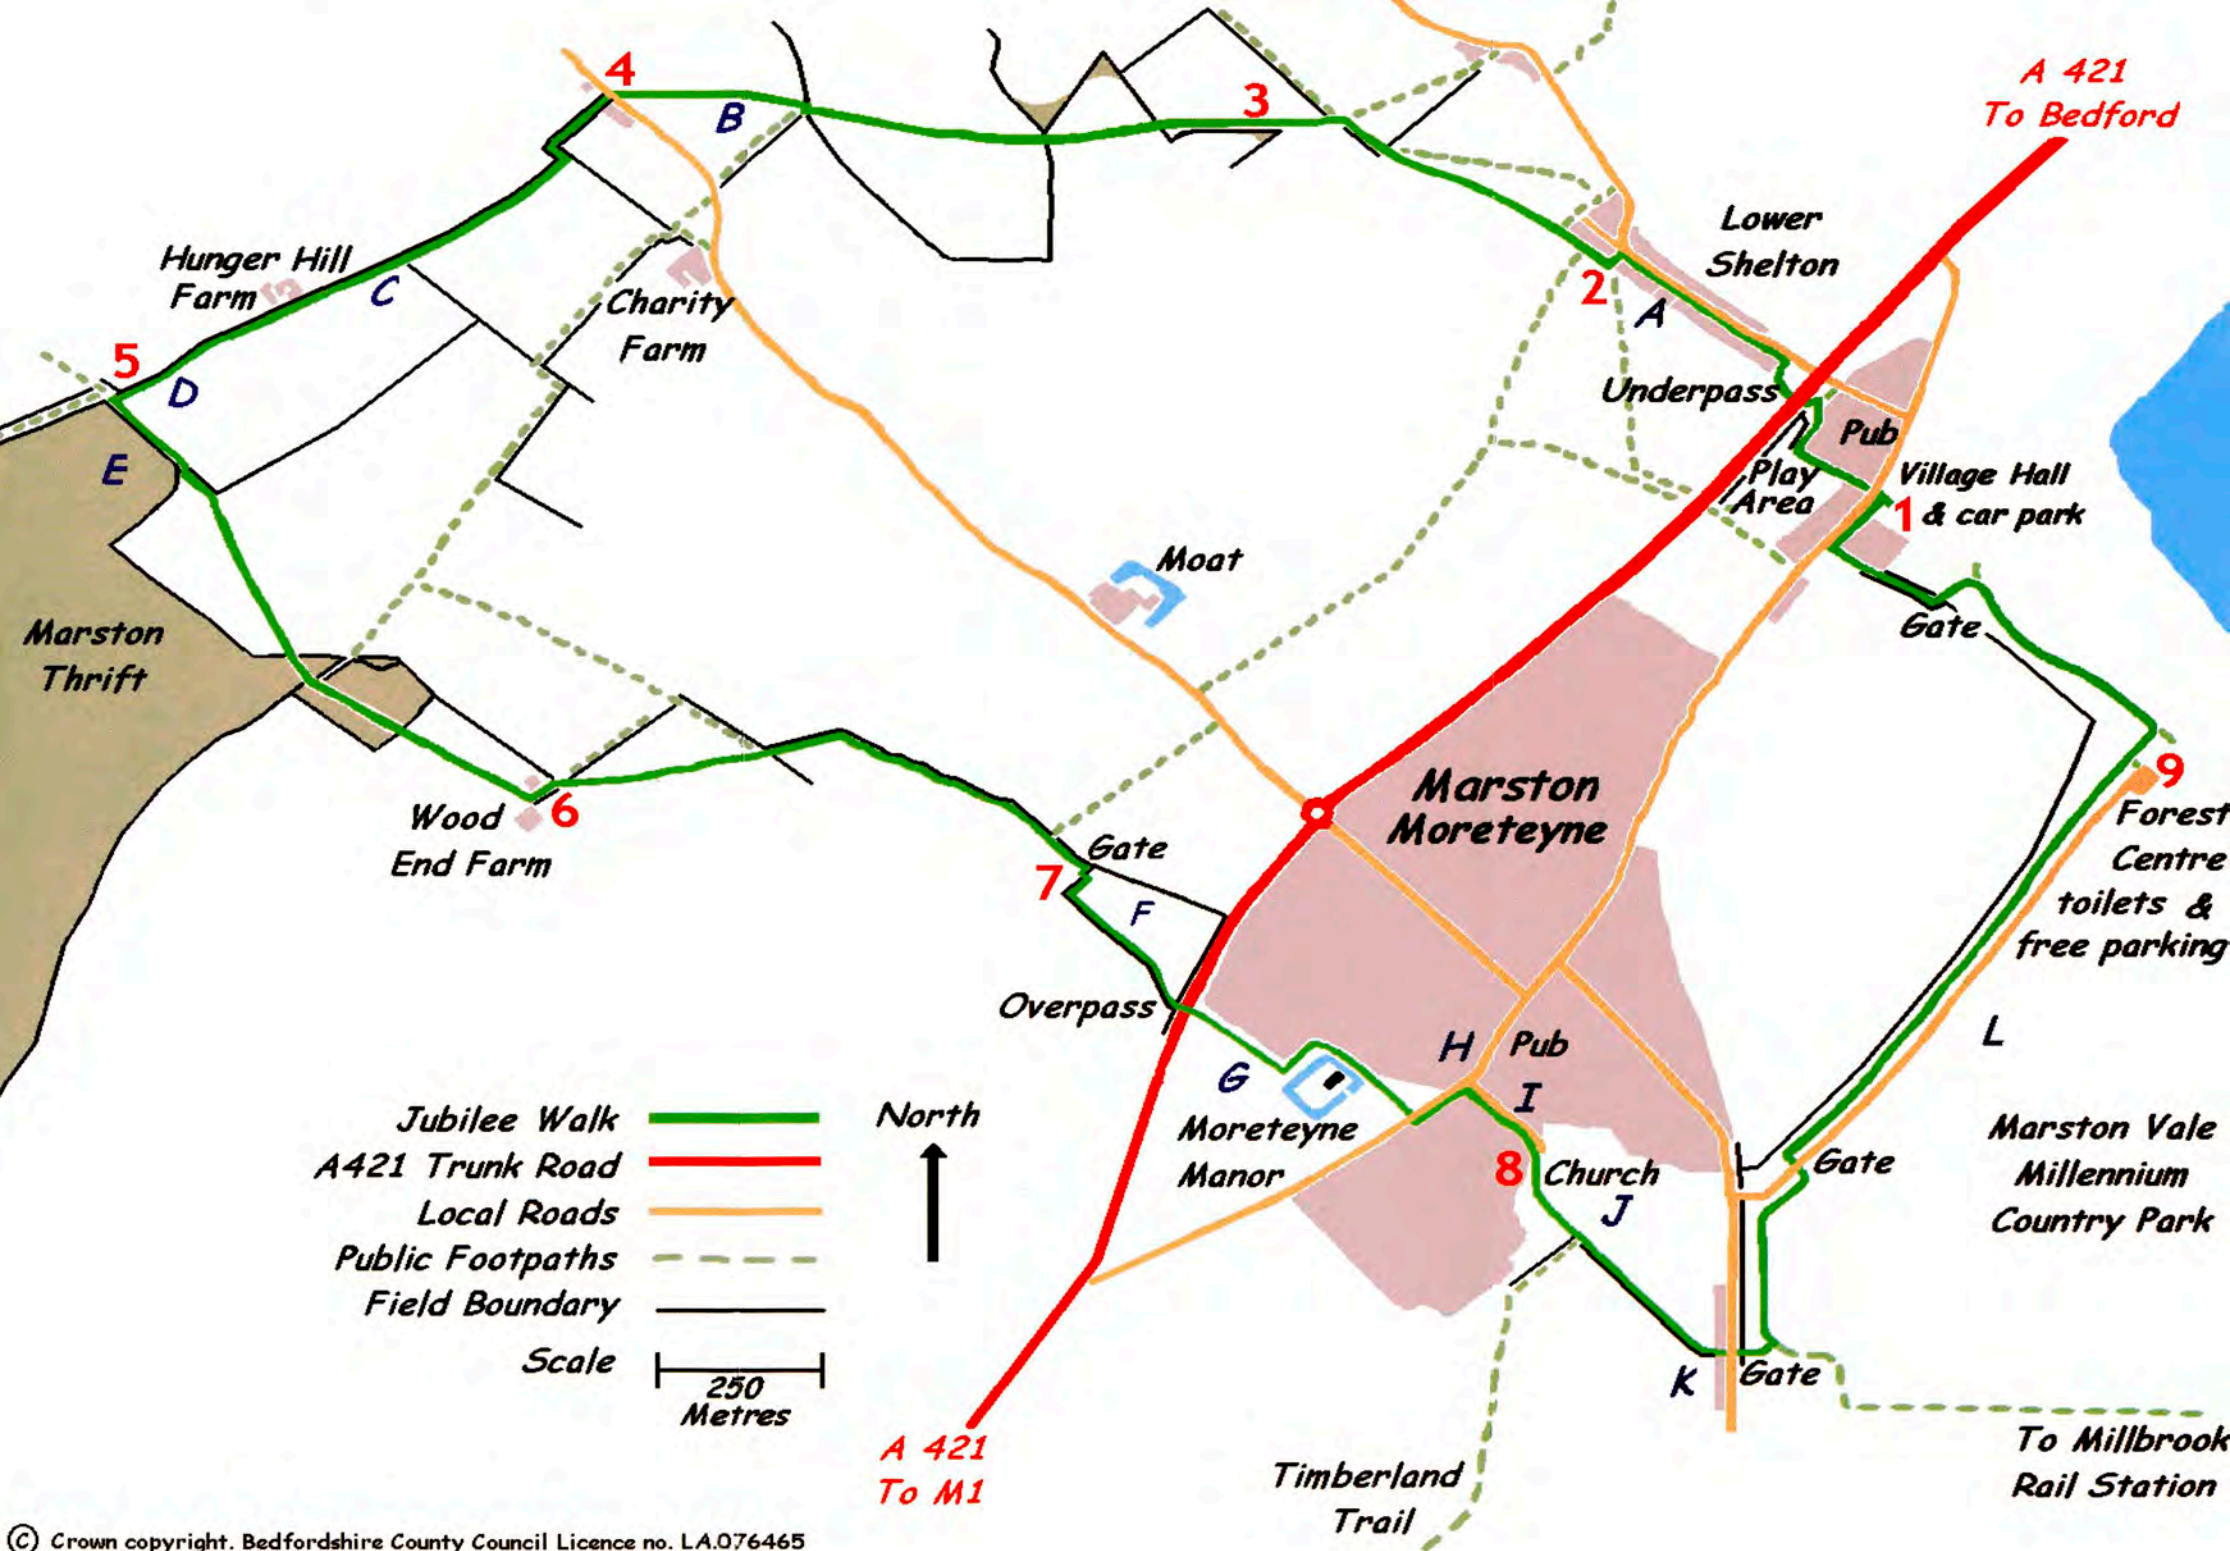 4
B
3
A 421
To Bedford
Lower
Shelton
Hunger Hill
Farm
C
2
A
Charity
Farm
5
D
Underpass
Pub
E
Play
Area
Village Hall
1 & car park
Moat
Gate
Marston
Thrift
Marston
Moreteyne
9
Forest
Centre
toilets &
free parking
Wood
End Farm
6
Gate
7
F
Overpass
H
Pub
L
G
I
Jubilee Walk
A421 Trunk Road
Local Roads
Public Footpaths
Field Boundary
Scale
250
Metres
North
Moreteyne
Manor
8
Church
J
Gate
Marston Vale
Millennium
Country Park
K
Gate
A 421
To M1
Timberland
Trail
To Millbrook
Rail Station
© Crown copyright. Bedfordshire County Council Licence no. LA.076465